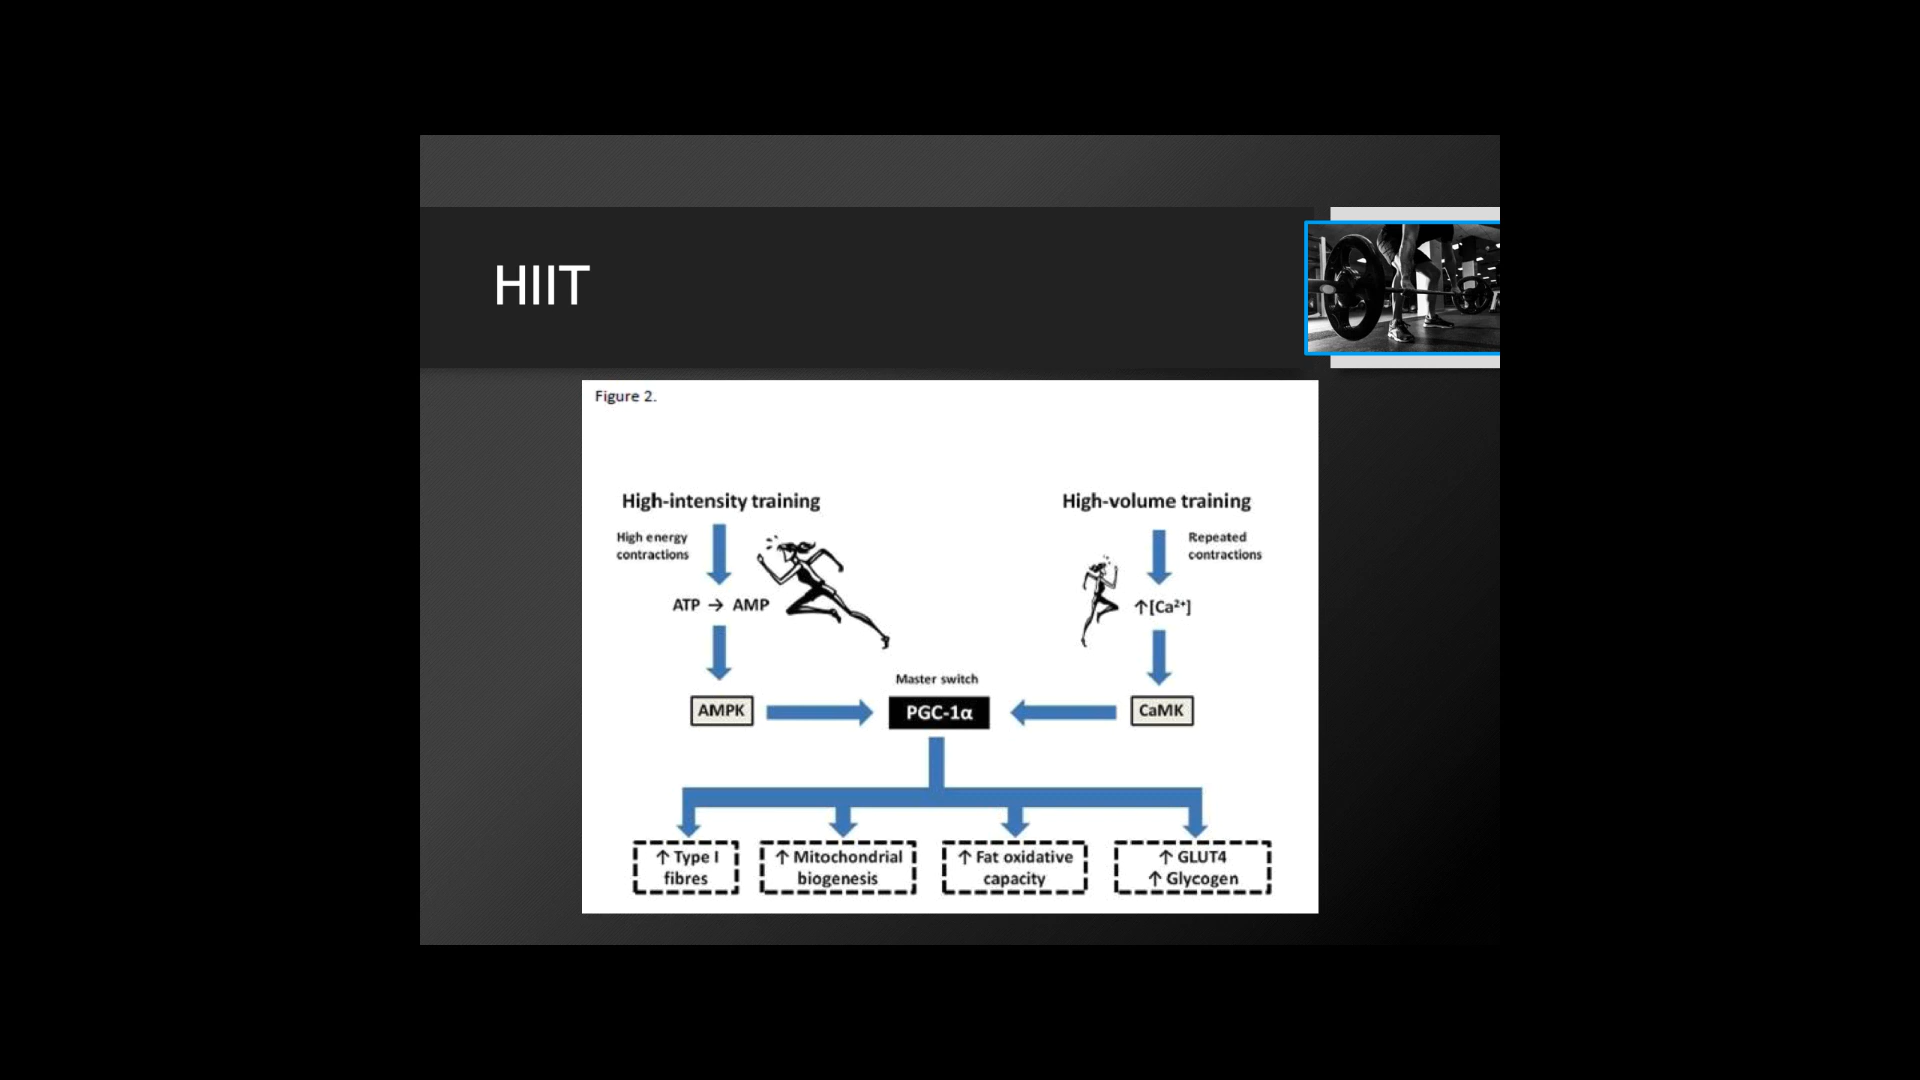 HIIT
Figure 2.
High-intensity training
High energy
contractions
ATP → AMP
AMPK
High-volume training
Repeated
contractions
↑[Ca²⁺]
CaMK
Master switch
PGC-1α
↑ Type I
fibres
↑ Mitochondrial
biogenesis
↑ Fat oxidative
capacity
↑ GLUT4
↑ Glycogen